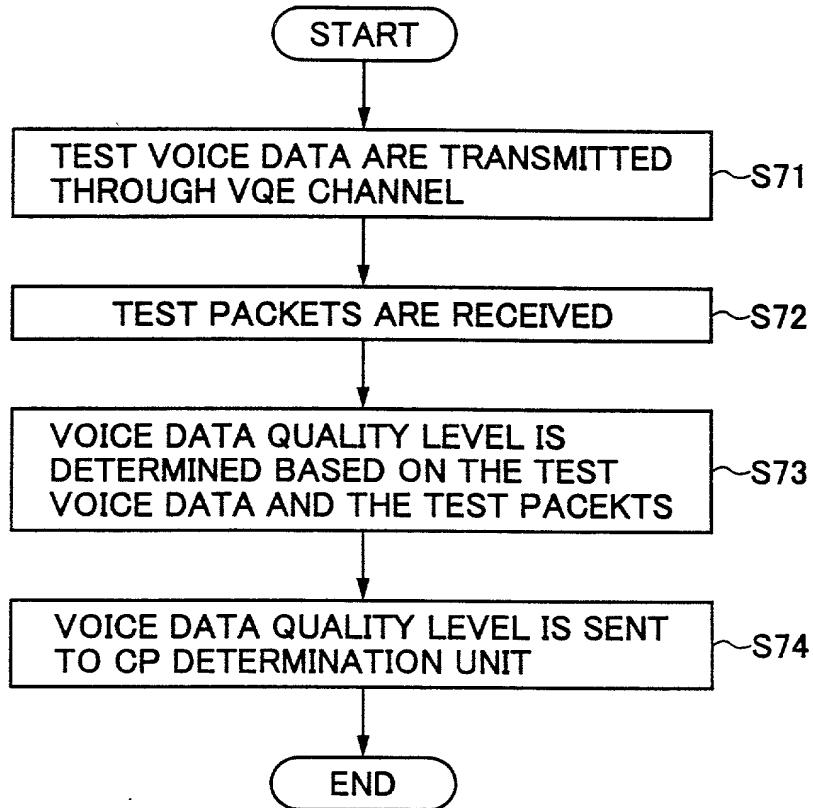 START
TEST VOICE DATA ARE TRANSMITTED
THROUGH VQE CHANNEL
S71
TEST PACKETS ARE RECEIVED
S72
VOICE DATA QUALITY LEVEL IS
DETERMINED BASED ON THE TEST
VOICE DATA AND THE TEST PACEKTS
S73
VOICE DATA QUALITY LEVEL IS SENT
TO CP DETERMINATION UNIT
S74
END